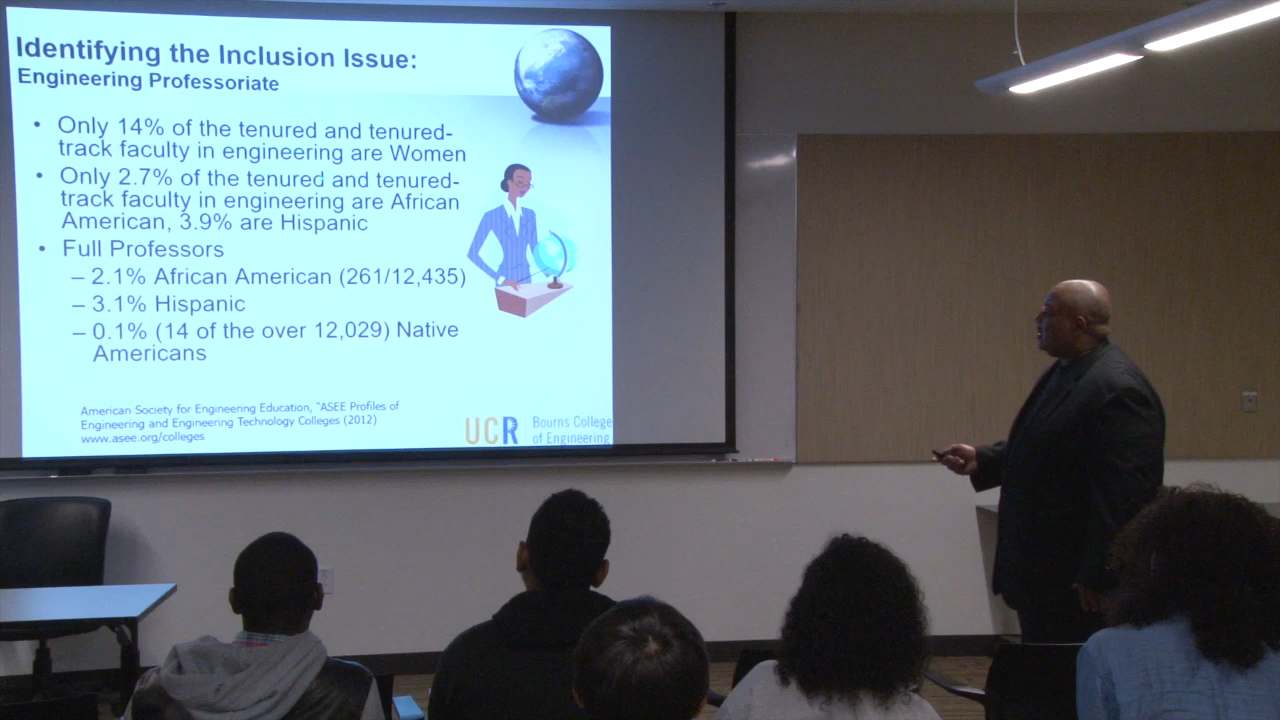 Identifying the Inclusion Issue:
Engineering Professoriate
• Only 14% of the tenured and tenured-
track faculty in engineering are Women
• Only 2.7% of the tenured and tenured-
track faculty in engineering are African
American, 3.9% are Hispanic
• Full Professors
– 2.1% African American (261/12,435)
– 3.1% Hispanic
– 0.1% (14 of the over 12,029) Native
Americans
American Society for Engineering Education, "ASEE Profiles of
Engineering and Engineering Technology Colleges (2012)
www.asee.org/colleges
UCR Bourns College
of Engineering